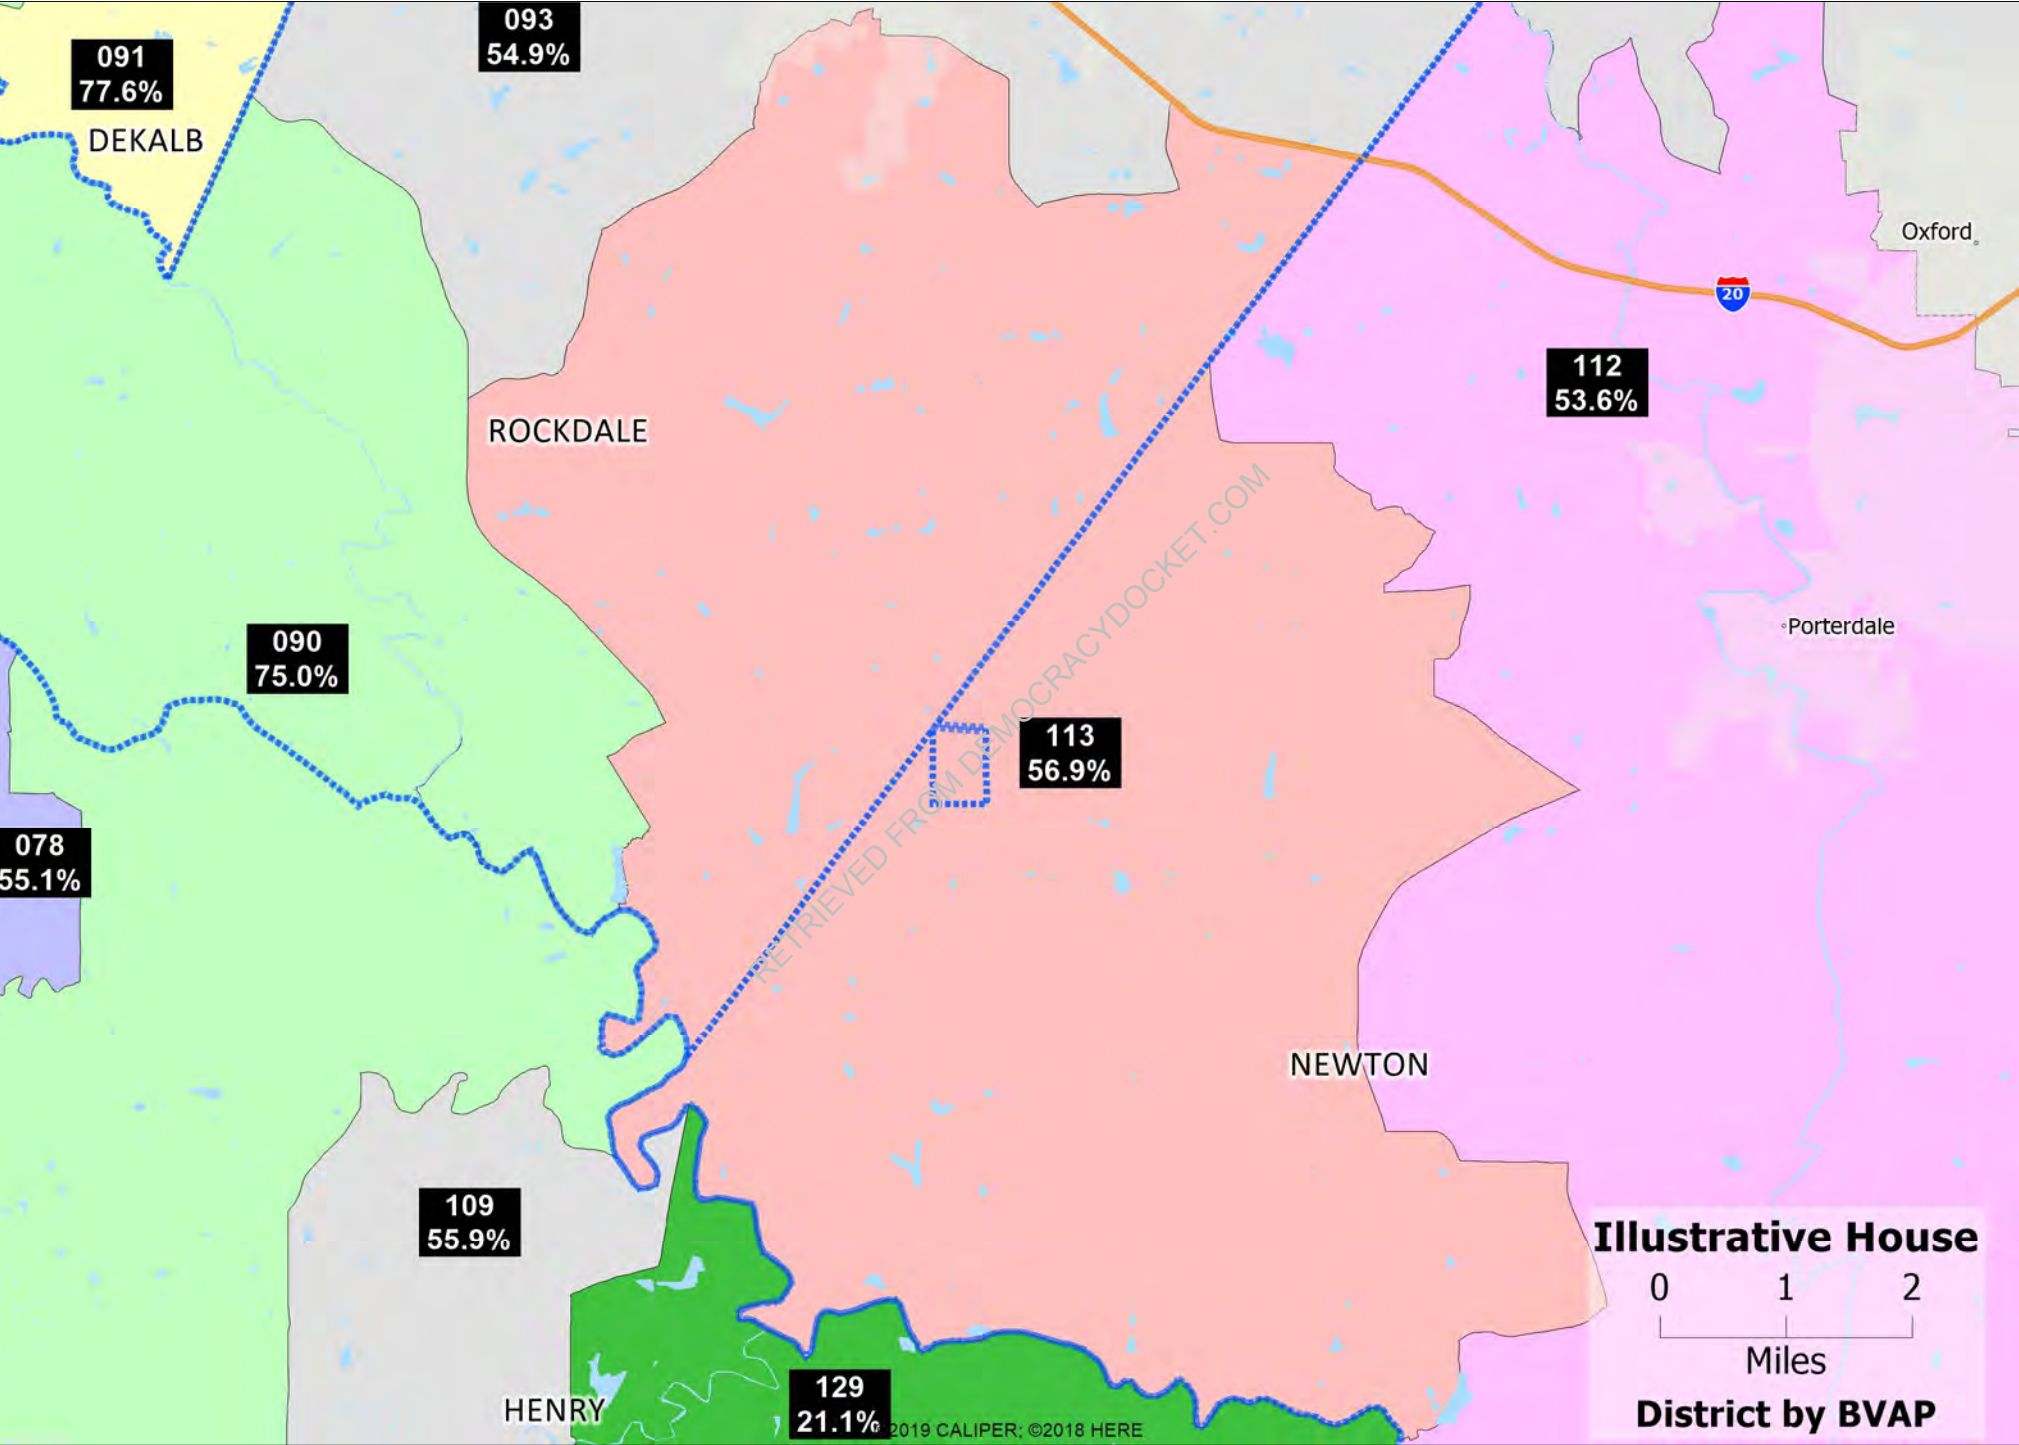 093
54.9%
091
77.6%
DEKALB
Oxford
20
112
53.6%
ROCKDALE
RETRIEVED FROM DEMOCRACYDOCKET.COM
Porterdale
090
75.0%
113
56.9%
078
55.1%
NEWTON
109
55.9%
Illustrative House
0 1 2
Miles
District by BVAP
129
21.1%
HENRY
2019 CALIPER; ©2018 HERE